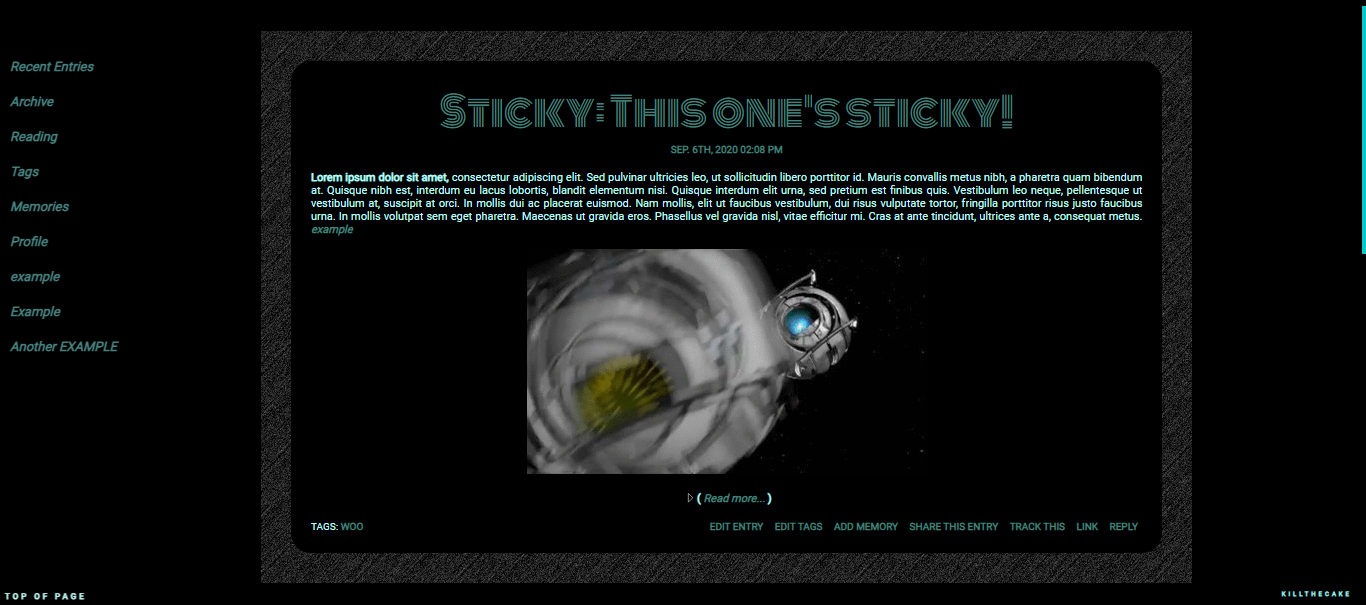 Recent Entries
Archive
Reading
Tags
Memories
Profile
example
Example
Another EXAMPLE
Sticky: This one's sticky!
SEP. 6TH, 2020 02:08 PM
Lorem ipsum dolor sit amet, consectetur adipiscing elit. Sed pulvinar ultricies leo, ut sollicitudin libero porttitor id. Mauris convallis metus nibh, a pharetra quam bibendum
at. Quisque nibh est, interdum eu lacus lobortis, blandit elementum nisi. Quisque interdum elit urna, sed pretium est finibus quis. Vestibulum leo neque, pellentesque ut
vestibulum at, suscipit at orci. In mollis dui ac placerat euismod. Nam mollis, elit ut faucibus vestibulum, dui risus vulputate tortor, fringilla porttitor risus justo faucibus
urna. In mollis volutpat sem eget pharetra. Maecenas ut gravida eros. Phasellus vel gravida nisl, vitae efficitur mi. Cras at ante tincidunt, ultrices ante a, consequat metus.
example
( Read more... )
TAGS: WOO
EDIT ENTRY EDIT TAGS ADD MEMORY SHARE THIS ENTRY TRACK THIS LINK REPLY
TOP OF PAGE
KILLTHECAKE